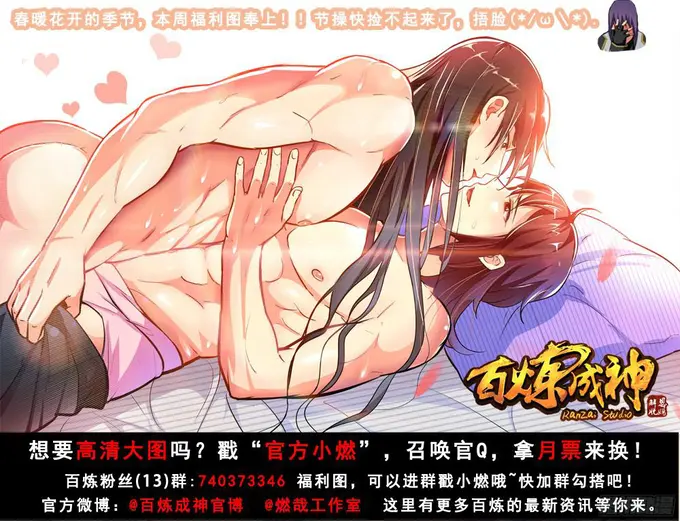 春暖花开的季节，本周福利图奉上！！节操快捡不起来了，捂脸(*/ω＼*)。
百炼成神
Ranzai Studio
想要高清大图吗？戳“官方小燃”，召唤官Q，拿月票来换！
百炼粉丝(13)群:740373346 福利图，可以进群戳小燃哦~快加群勾搭吧！
官方微博：@百炼成神官博 @燃哉工作室 这里有更多百炼的最新资讯等你来。